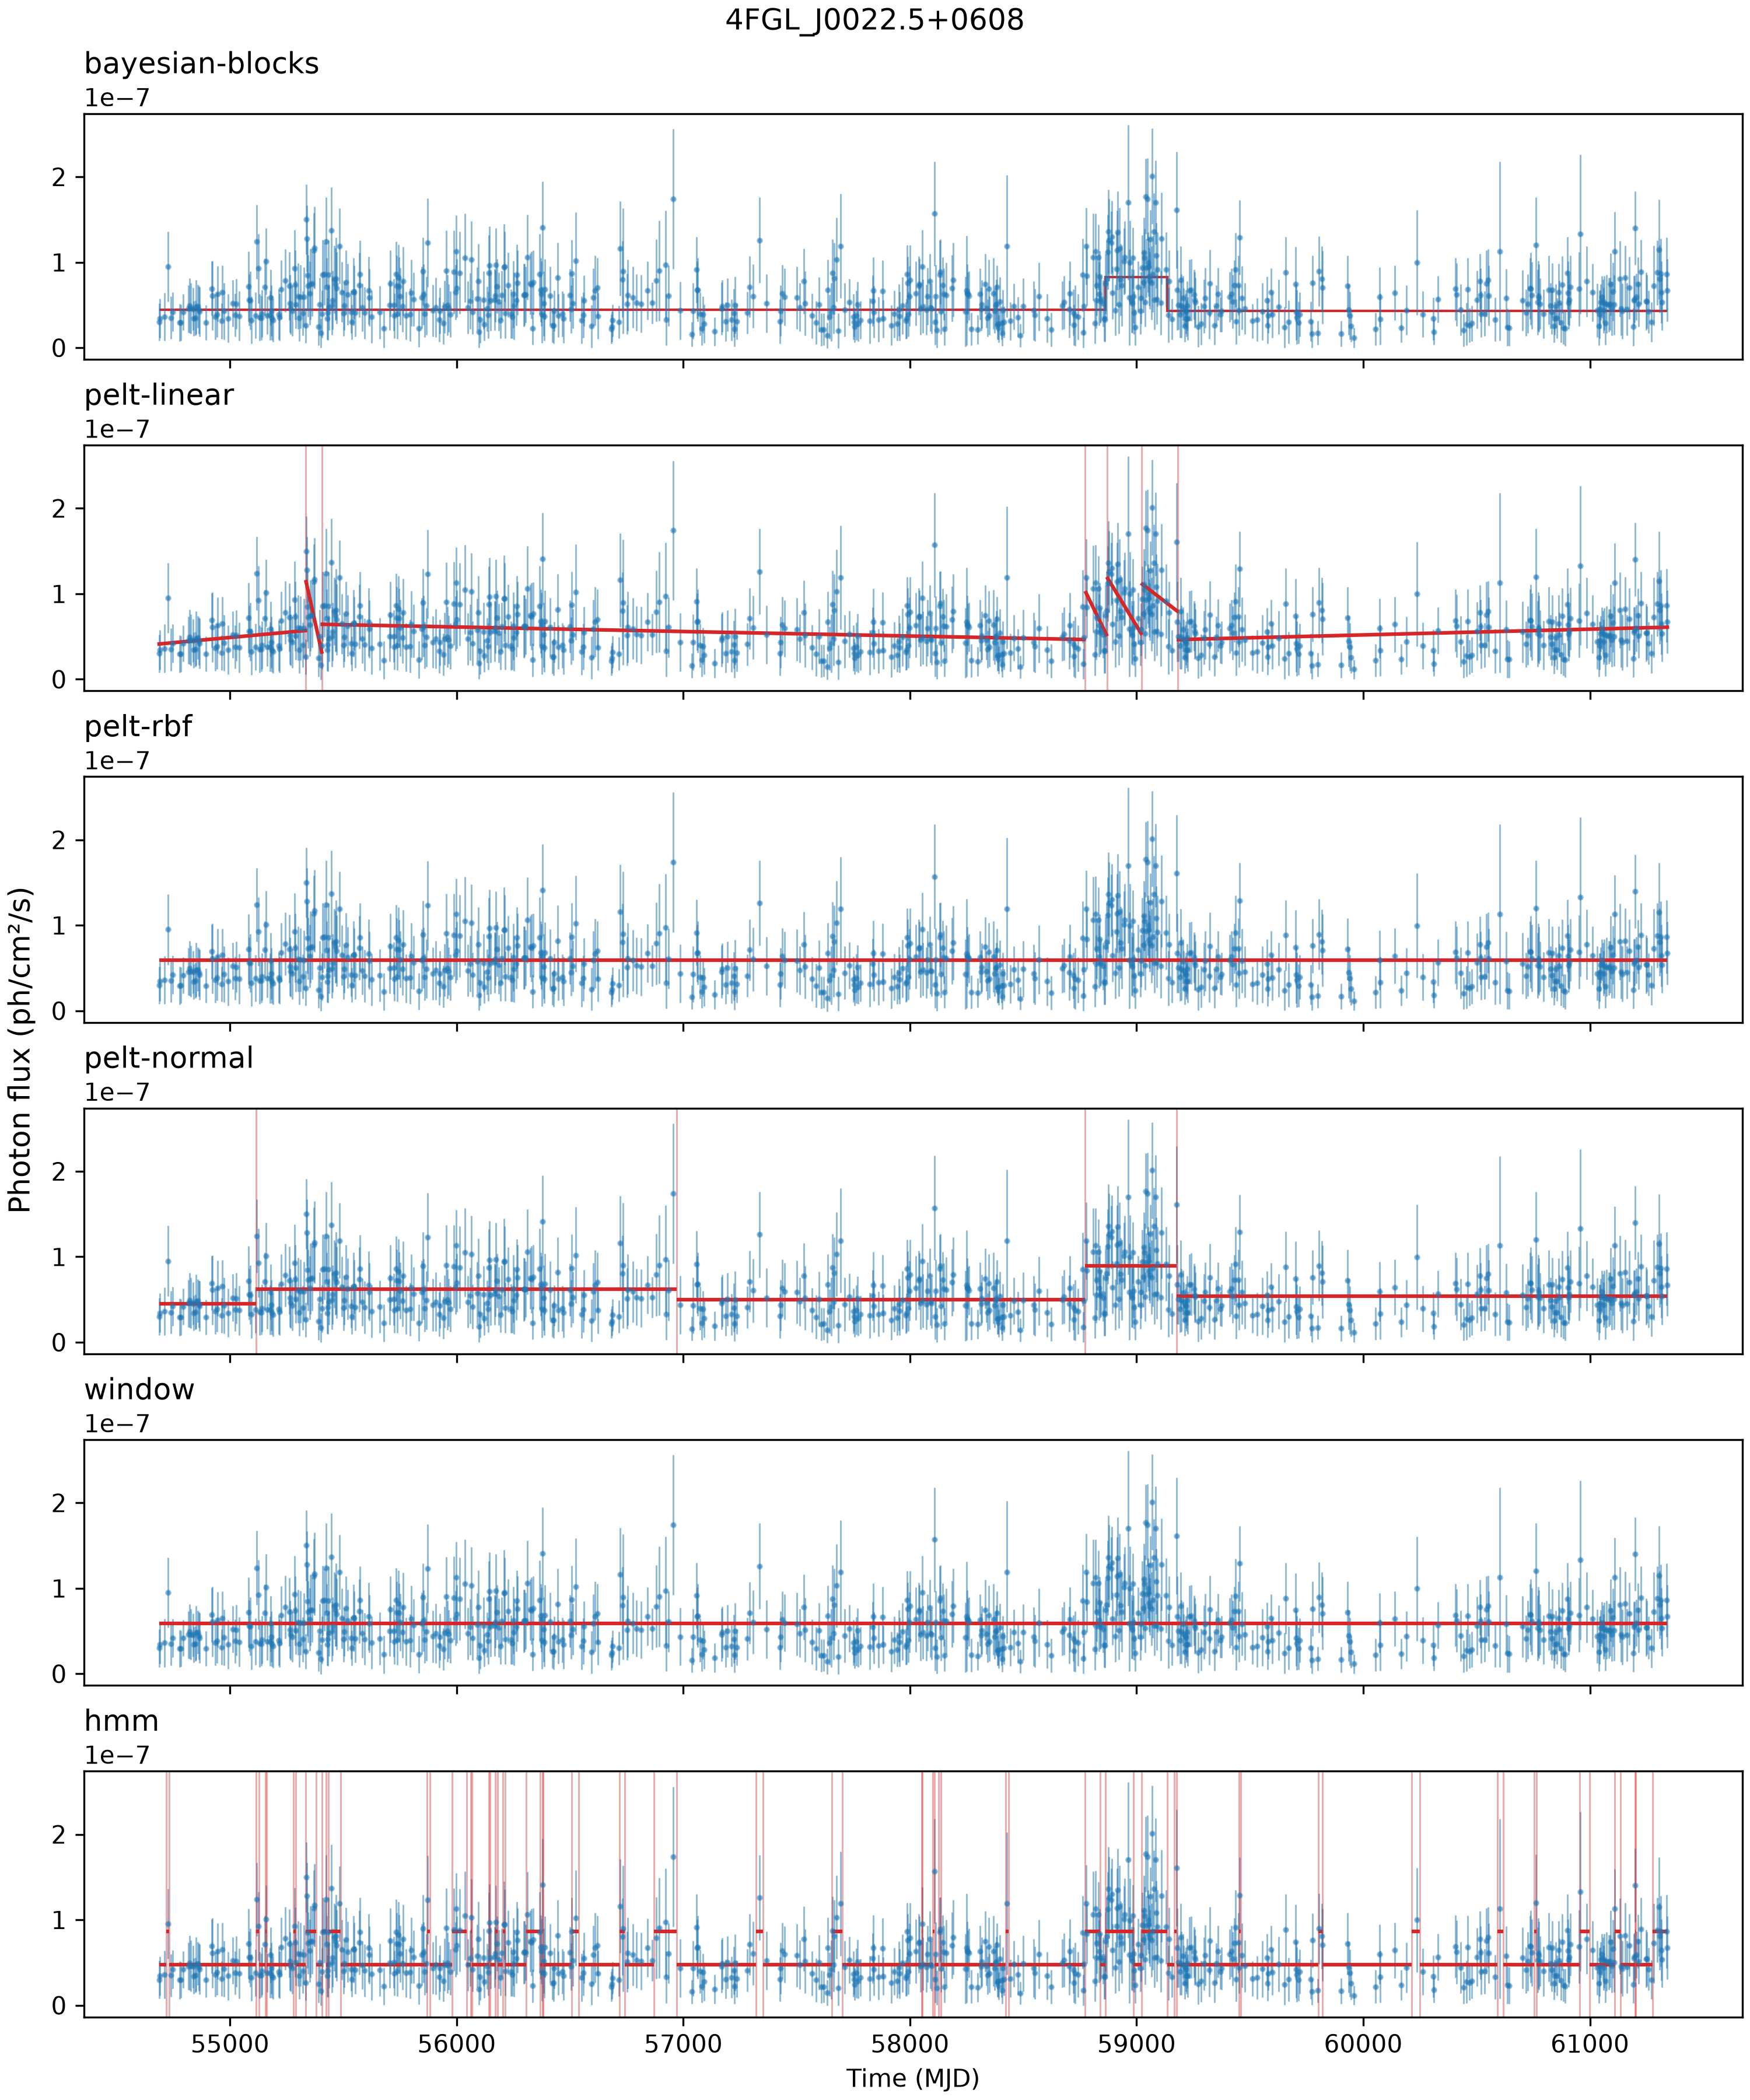 4FGL_J0022.5+0608
bayesian-blocks
1e−7
2
1
0
pelt-linear
1e−7
2
1
0
pelt-rbf
1e−7
2
1
0
Photon flux (ph/cm²/s)
pelt-normal
1e−7
2
1
0
window
1e−7
2
1
0
hmm
1e−7
2
1
0
55000 56000 57000 58000 59000 60000 61000
Time (MJD)